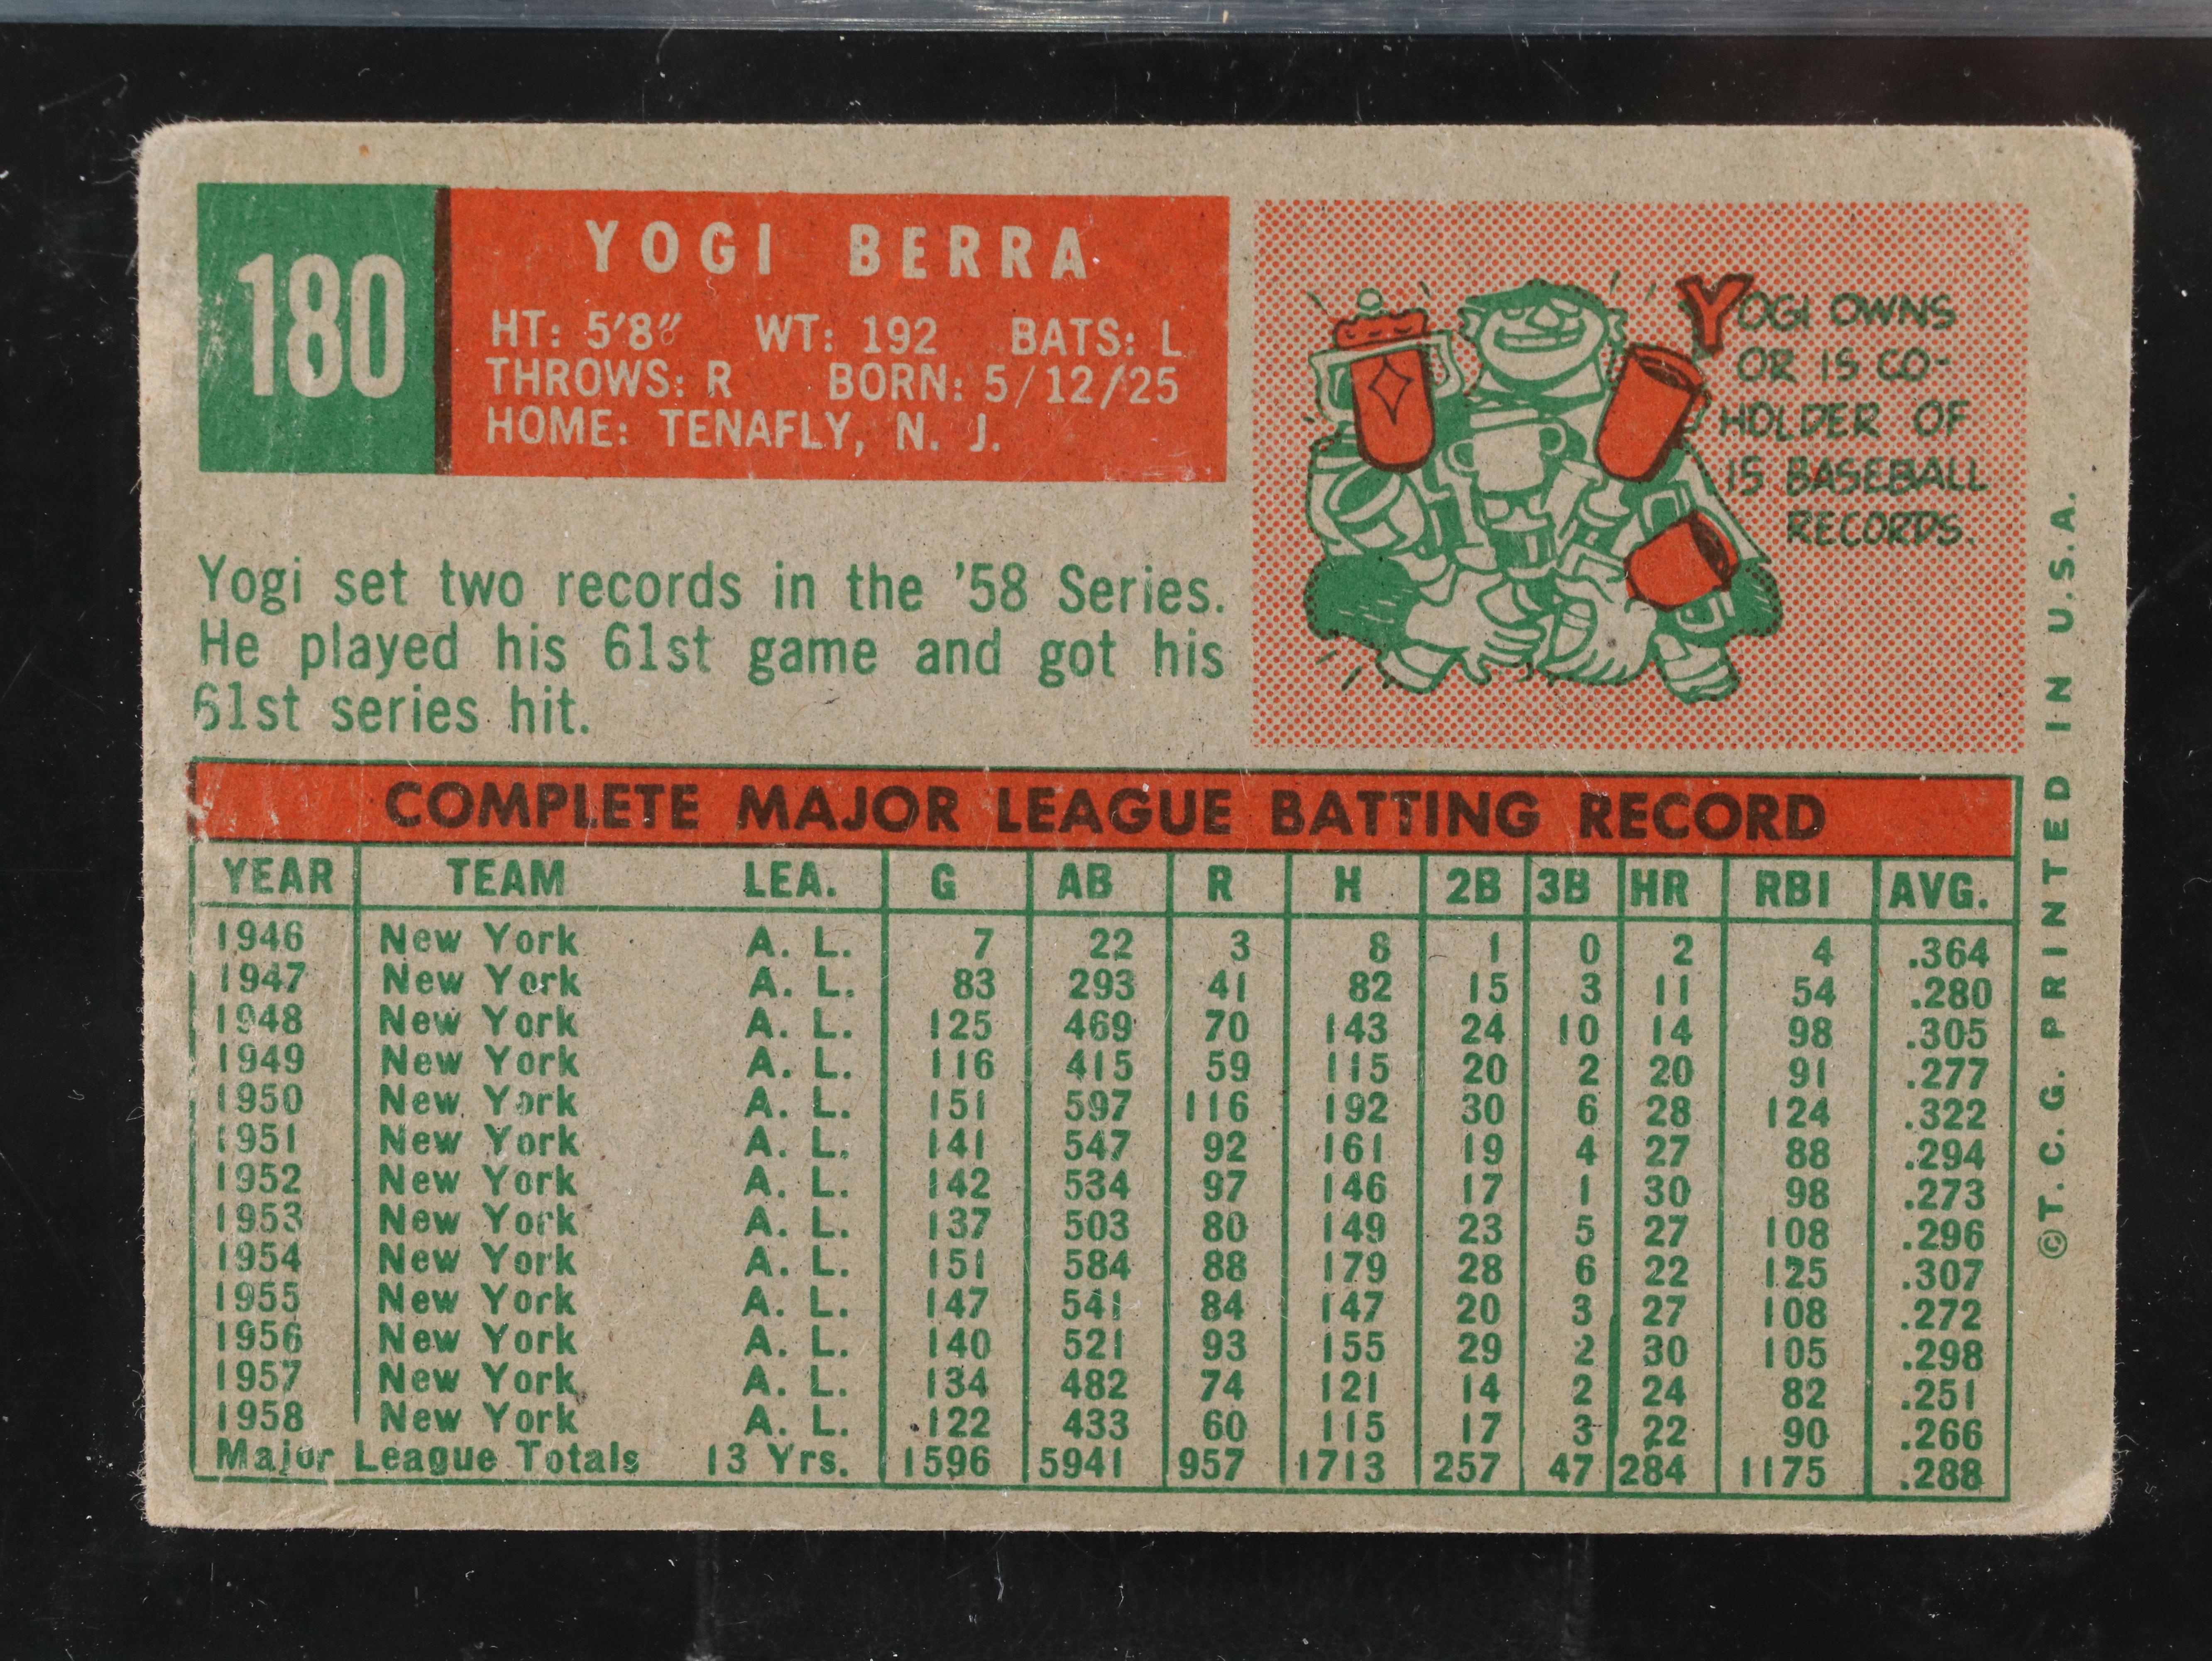 180
YOGI BERRA
HT: 5'8" WT: 192 BATS: L
THROWS: R BORN: 5/12/25
HOME: TENAFLY, N. J.
YOGI OWNS
OR IS CO-
HOLDER OF
15 BASEBALL
RECORDS.
Yogi set two records in the '58 Series.
He played his 61st game and got his
61st series hit.
COMPLETE MAJOR LEAGUE BATTING RECORD
YEAR TEAM LEA. G AB R H 2B 3B HR RBI AVG.
1946 New York A. L. 7 22 3 8 1 0 2 4 .364
1947 New York A. L. 83 293 41 82 15 3 11 54 .280
1948 New York A. L. 125 469 70 143 24 10 14 98 .305
1949 New York A. L. 116 415 59 115 20 2 20 91 .277
1950 New York A. L. 151 597 116 192 30 6 28 124 .322
1951 New York A. L. 141 547 92 161 19 4 27 88 .294
1952 New York A. L. 142 534 97 146 17 1 30 98 .273
1953 New York A. L. 137 503 80 149 23 5 27 108 .296
1954 New York A. L. 151 584 88 179 28 6 22 125 .307
1955 New York A. L. 147 541 84 147 20 3 27 108 .272
1956 New York A. L. 140 521 93 155 29 2 30 105 .298
1957 New York A. L. 134 482 74 121 14 2 24 82 .251
1958 New York A. L. 122 433 60 115 17 3 22 90 .266
Major League Totals 13 Yrs. 1596 5941 957 1713 257 47 284 1175 .288
©T. C. G. PRINTED IN U.S.A.